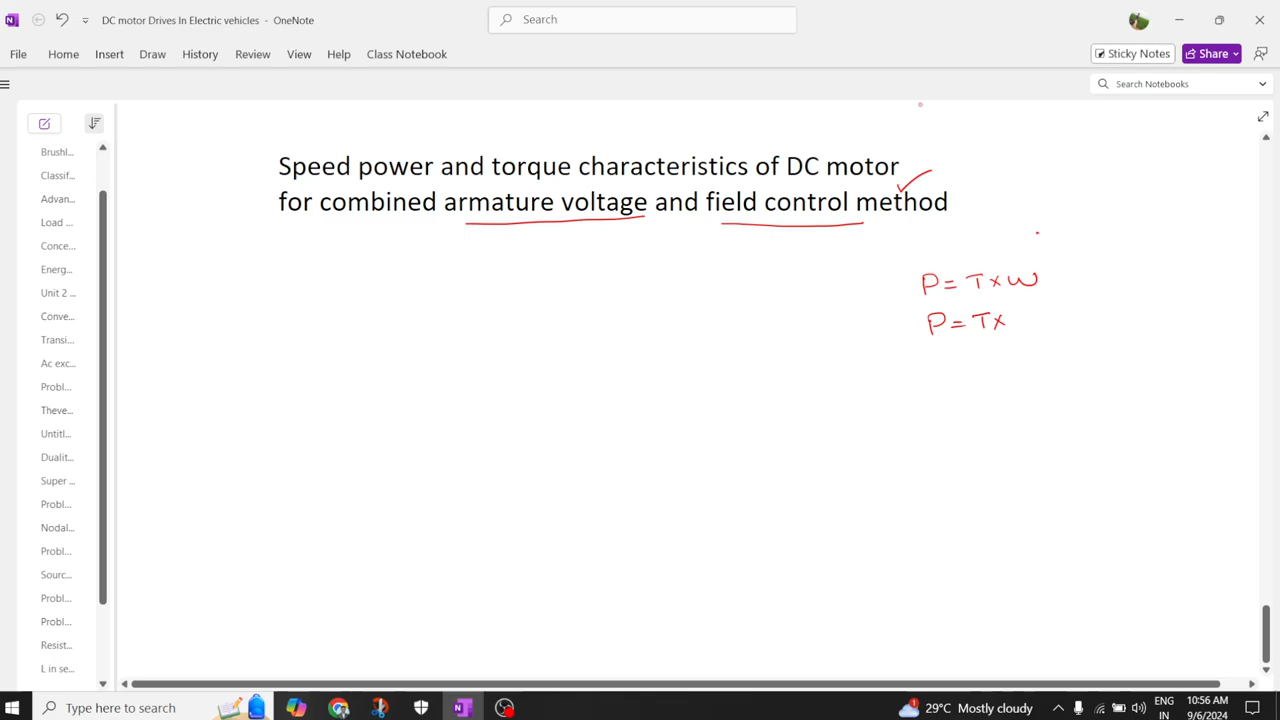 DC motor Drives In Electric vehicles - OneNote
Search
File Home Insert Draw History Review View Help Class Notebook
Sticky Notes
Share
Search Notebooks
Brushl...
Classif...
Advan...
Load ...
Conce...
Energ...
Unit 2 ...
Conve...
Transi...
Ac exc...
Probl...
Theve...
Untitl...
Dualit...
Super ...
Probl...
Nodal...
Probl...
Sourc...
Probl...
Probl...
Resist...
L in se...
Speed power and torque characteristics of DC motor
for combined armature voltage and field control method
P = T × ω
P = T ×
Type here to search
29°C Mostly cloudy
ENG
IN
10:56 AM
9/6/2024